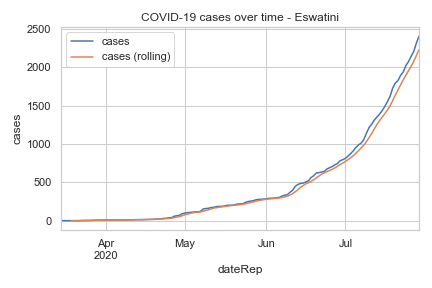 COVID-19 cases over time - Eswatini
cases
cases (rolling)
2500
2000
1500
1000
500
0
cases
Apr
2020
May
Jun
Jul
dateRep